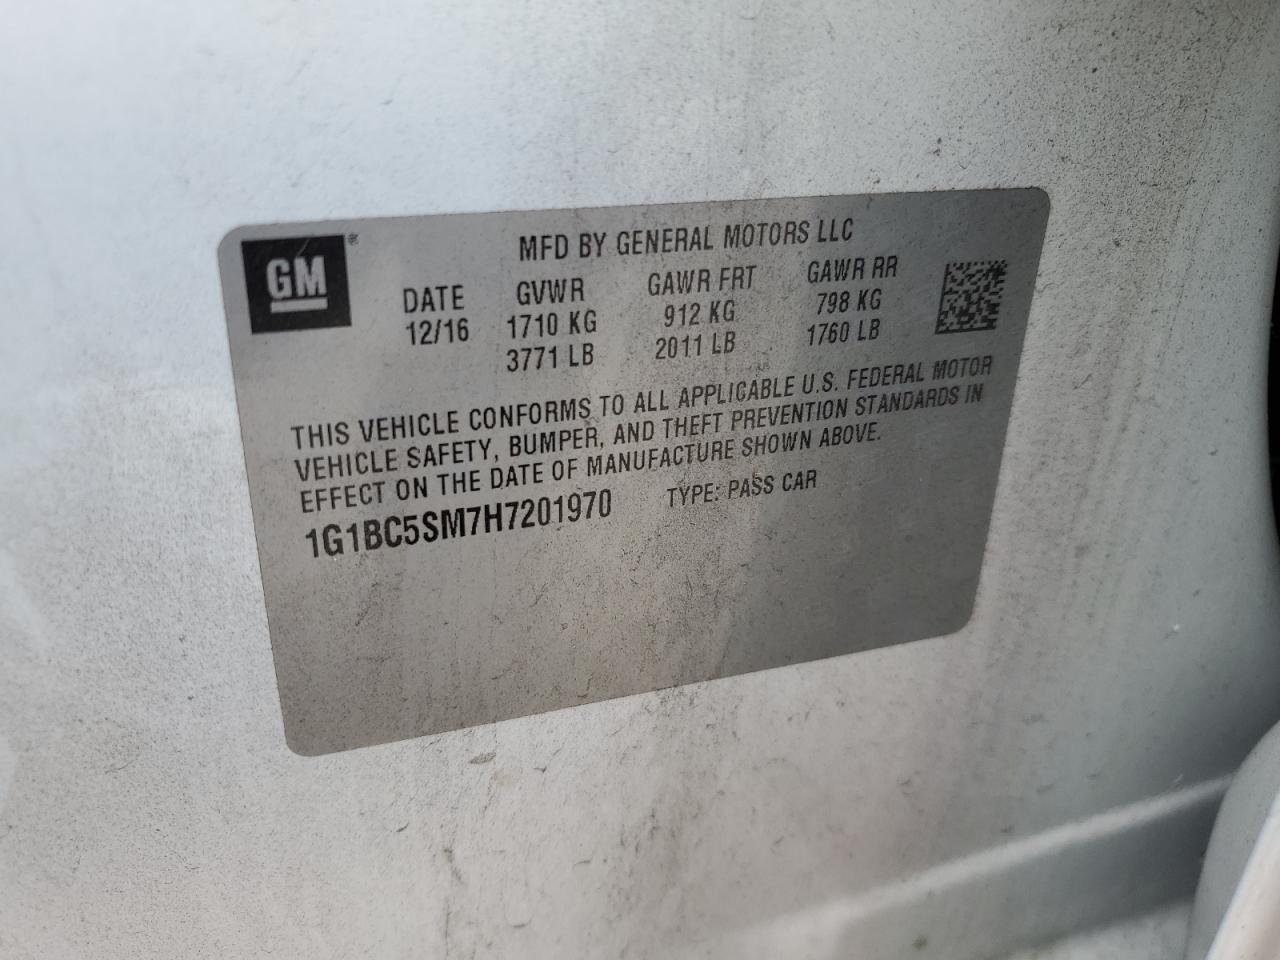 GM®
MFD BY GENERAL MOTORS LLC
DATE GVWR GAWR FRT GAWR RR
12/16 1710 KG 912 KG 798 KG
3771 LB 2011 LB 1760 LB
THIS VEHICLE CONFORMS TO ALL APPLICABLE U.S. FEDERAL MOTOR
VEHICLE SAFETY, BUMPER, AND THEFT PREVENTION STANDARDS IN
EFFECT ON THE DATE OF MANUFACTURE SHOWN ABOVE.
1G1BC5SM7H7201970 TYPE: PASS CAR